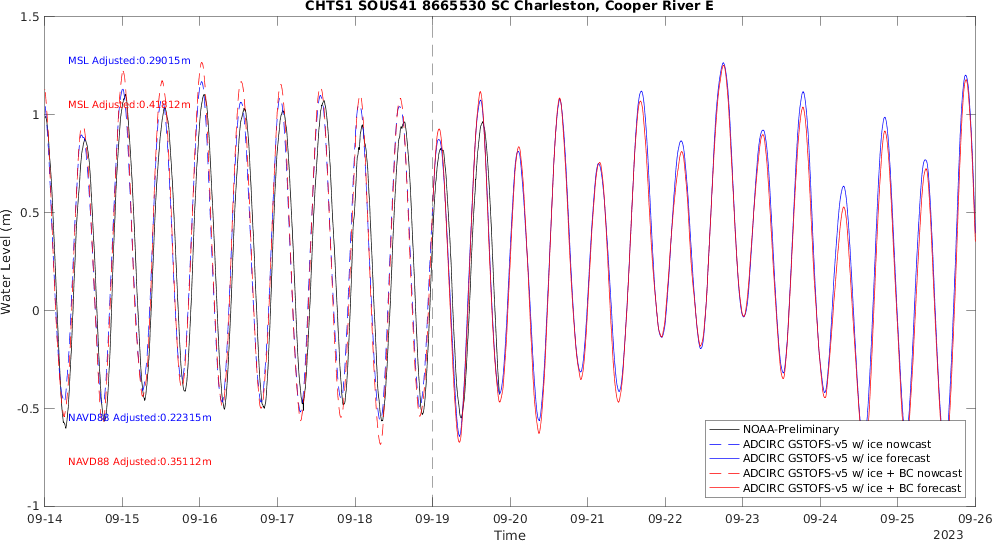 CHTS1 SOUS41 8665530 SC Charleston, Cooper River E
1.5
MSL Adjusted:0.29015m
MSL Adjusted:0.41812m
1
0.5
Water Level (m)
0
-0.5
NAVD88 Adjusted:0.22315m
NOAA-Preliminary
ADCIRC GSTOFS-v5 w/ ice nowcast
ADCIRC GSTOFS-v5 w/ ice forecast
ADCIRC GSTOFS-v5 w/ ice + BC nowcast
ADCIRC GSTOFS-v5 w/ ice + BC forecast
NAVD88 Adjusted:0.35112m
-1
09-14 09-15 09-16 09-17 09-18 09-19 09-20 09-21 09-22 09-23 09-24 09-25 09-26
Time
2023